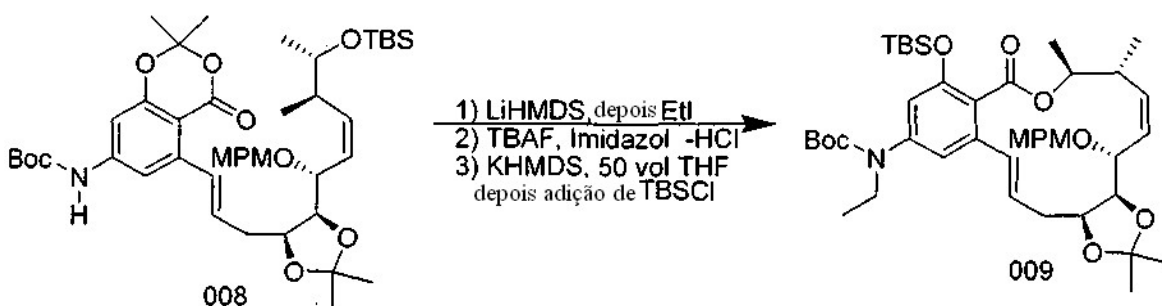 OTBS
O
O
O
TBSO
O
O
1) LiHMDS, depois EtI
2) TBAF, Imidazol -HCl
3) KHMDS, 50 vol THF
depois adição de TBSCl
Boc
N
H
MPMO
O
O
008
Boc
N
MPMO
O
O
009